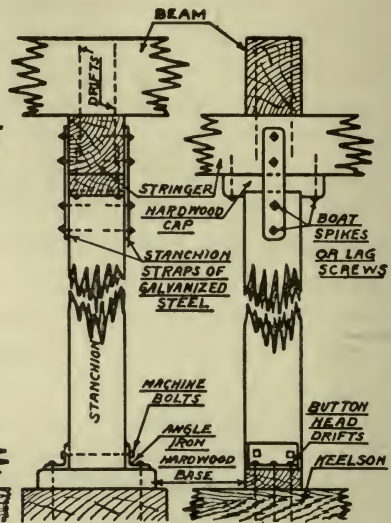 BEAM
DRIFTS
STRINGER
HARDWOOD
CAP
BOAT
SPIKES
OR LAG
SCREWS
STANCHION
STRAPS OF
GALVANIZED
STEEL
STANCHION
MACHINE
BOLTS
ANGLE
IRON
HARDWOOD
BASE
BUTTON
HEAD
DRIFTS
KEELSON